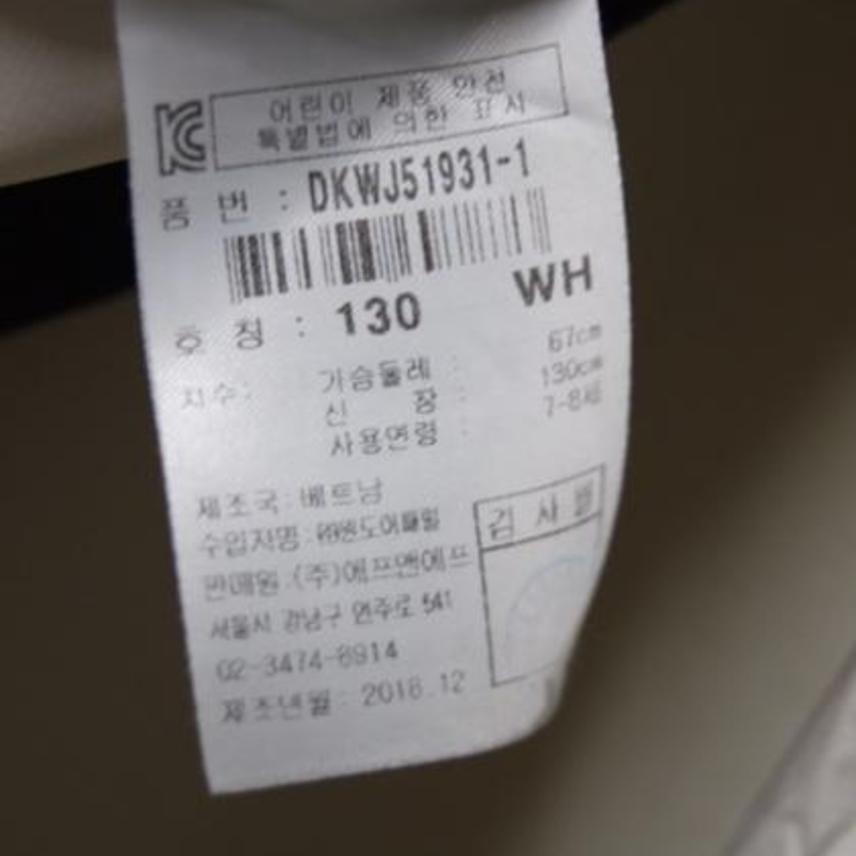 KC
어린이 제품 안전
특별법에 의한 표시
품 번 : DKWJ51931-1
호 칭 : 130 WH
치수: 가슴둘레 : 67cm
신 장 : 130cm
사용연령 : 7-8세
제조국 : 베트남
수입자명 :
판매원 :(주)에프앤에프
서울시 강남구 언주로 541
02-3474-6914
제조년월 : 2018.12
검 사 필